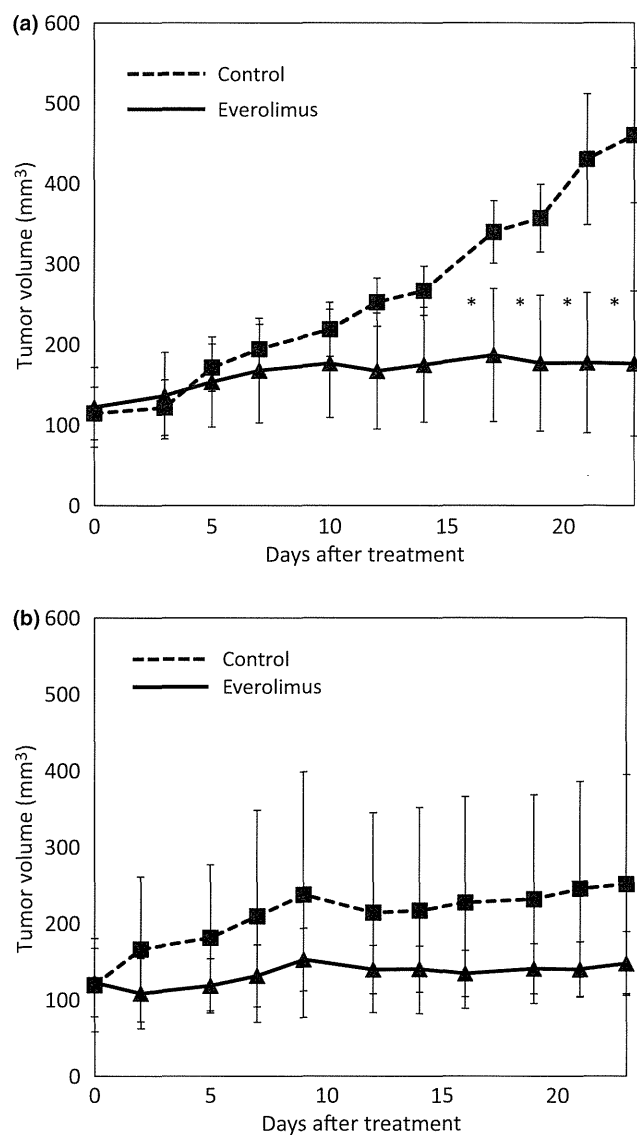 (a)
600
500
400
300
200
100
0
Tumor volume (mm³)
Control
Everolimus
* * * *
0 5 10 15 20
Days after treatment
(b)
600
500
400
300
200
100
0
Tumor volume (mm³)
Control
Everolimus
0 5 10 15 20
Days after treatment